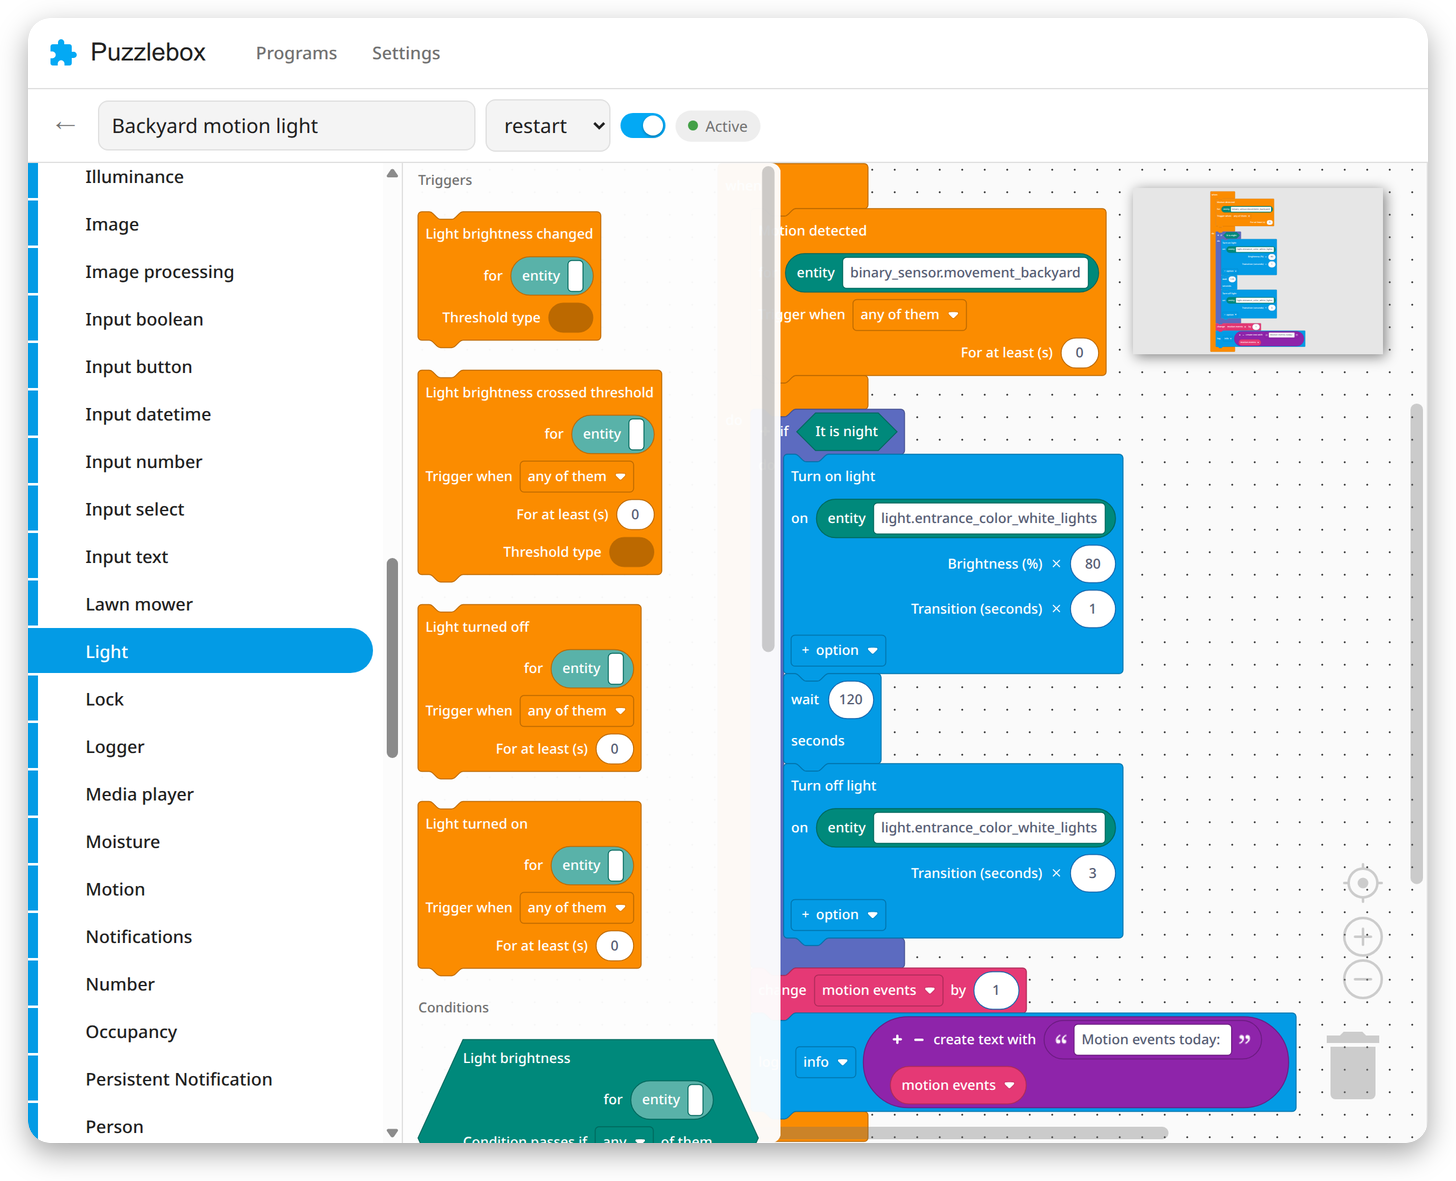 Puzzlebox
Programs
Settings
←
Backyard motion light
restart
Active
Illuminance
Image
Image processing
Input boolean
Input button
Input datetime
Input number
Input select
Input text
Lawn mower
Light
Lock
Logger
Media player
Moisture
Motion
Notifications
Number
Occupancy
Persistent Notification
Person
Triggers
Light brightness changed
for entity
Threshold type
Light brightness crossed threshold
for entity
Trigger when any of them
For at least (s) 0
Threshold type
Light turned off
for entity
Trigger when any of them
For at least (s) 0
Light turned on
for entity
Trigger when any of them
For at least (s) 0
Conditions
Light brightness
for entity
Condition passes if any of them
detected
entity binary_sensor.movement_backyard
when any of them
For at least (s) 0
if It is night
Turn on light
on entity light.entrance_color_white_lights
Brightness (%) × 80
Transition (seconds) × 1
+ option
wait 120
seconds
Turn off light
on entity light.entrance_color_white_lights
Transition (seconds) × 3
+ option
motion events by 1
info + − create text with “ Motion events today: ”
motion events